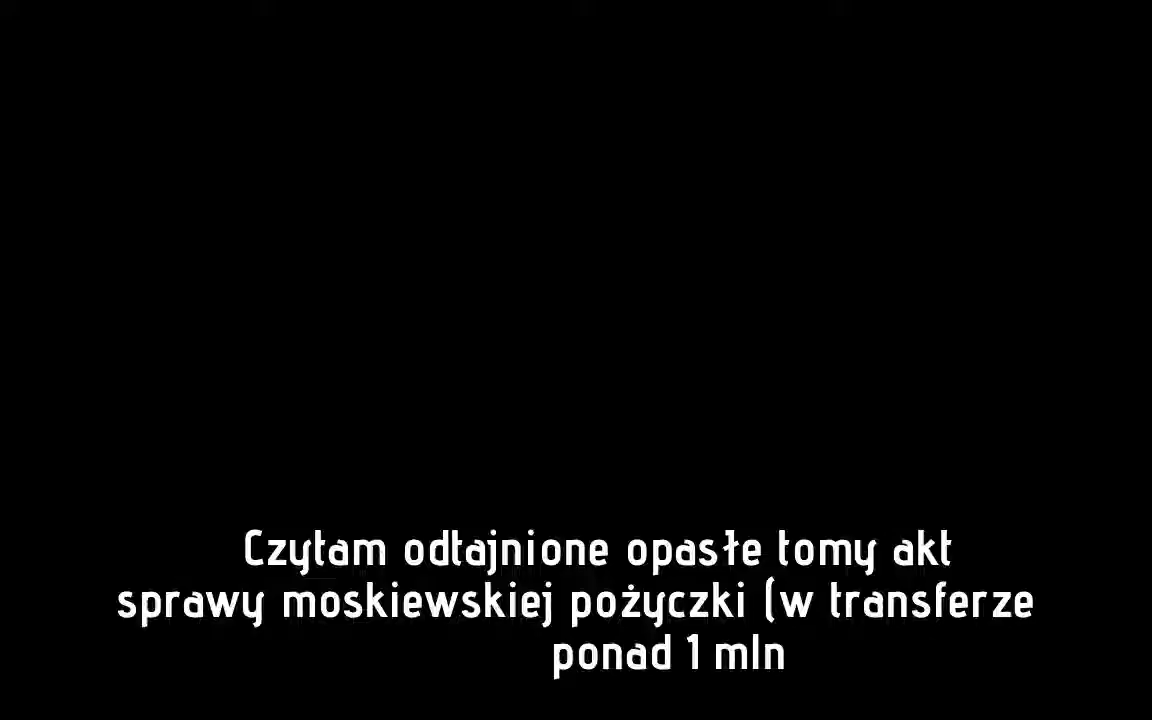 Czytam odtajnione opasłe tomy akt
sprawy moskiewskiej pożyczki (w transferze
ponad 1 mln